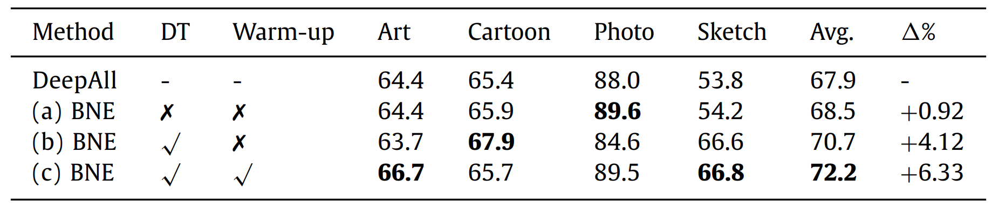 Method DT Warm-up Art Cartoon Photo Sketch Avg. Δ%
DeepAll - - 64.4 65.4 88.0 53.8 67.9 -
(a) BNE ✗ ✗ 64.4 65.9 89.6 54.2 68.5 +0.92
(b) BNE √ ✗ 63.7 67.9 84.6 66.6 70.7 +4.12
(c) BNE √ √ 66.7 65.7 89.5 66.8 72.2 +6.33